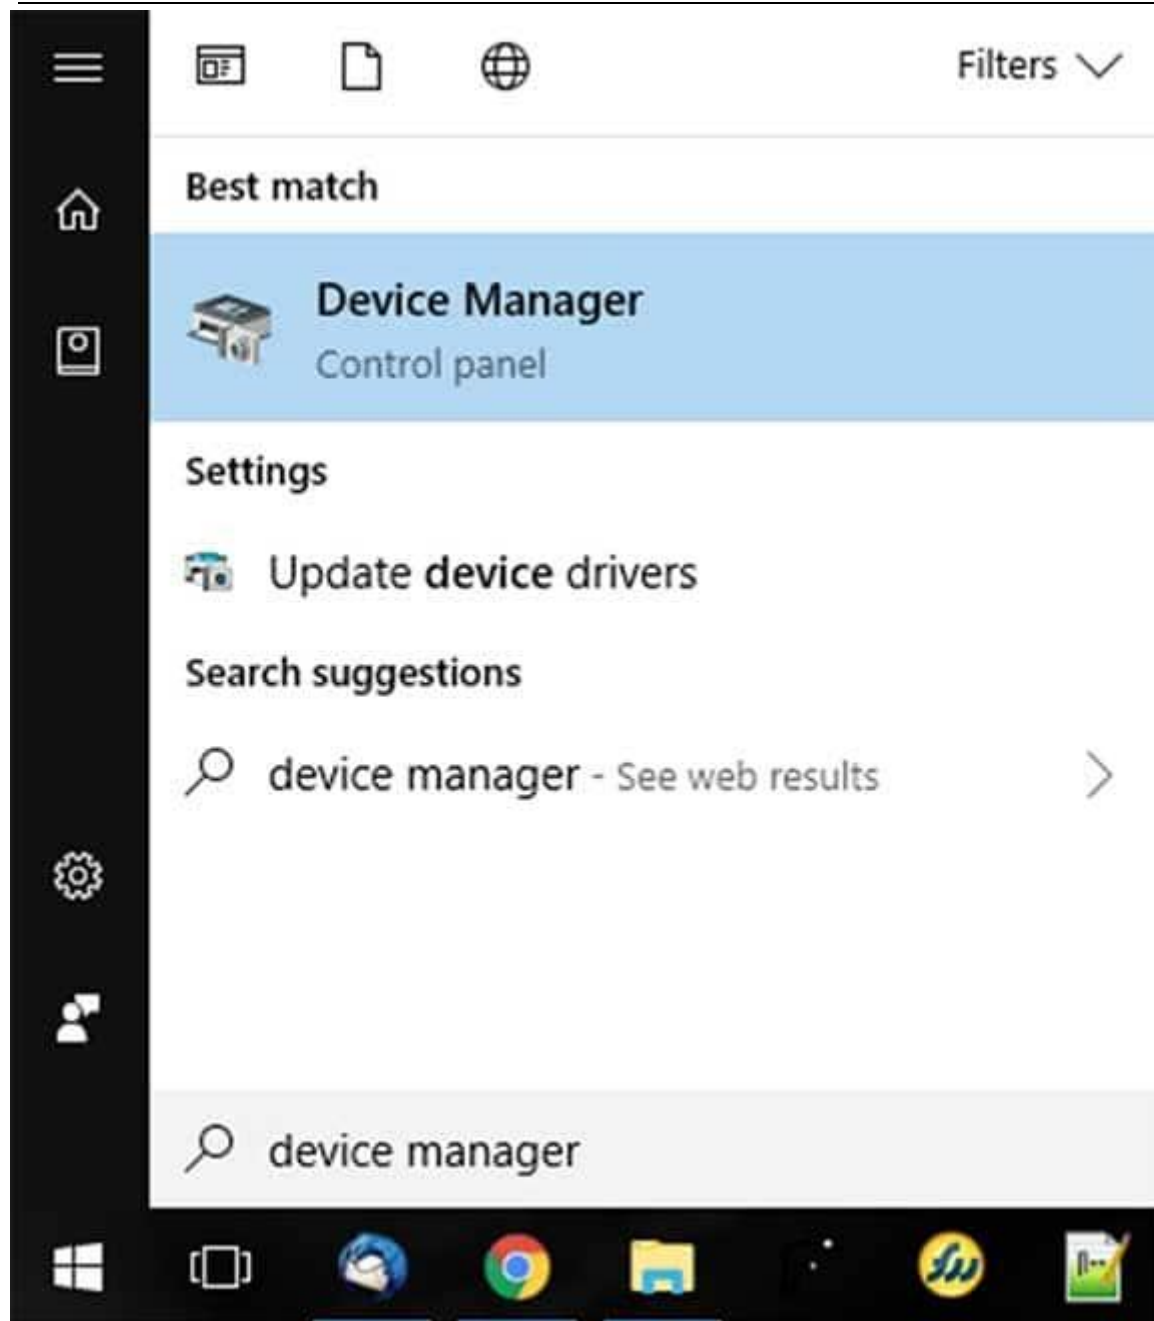 Filters
Best match
Device Manager
Control panel
Settings
Update device drivers
Search suggestions
device manager - See web results
device manager